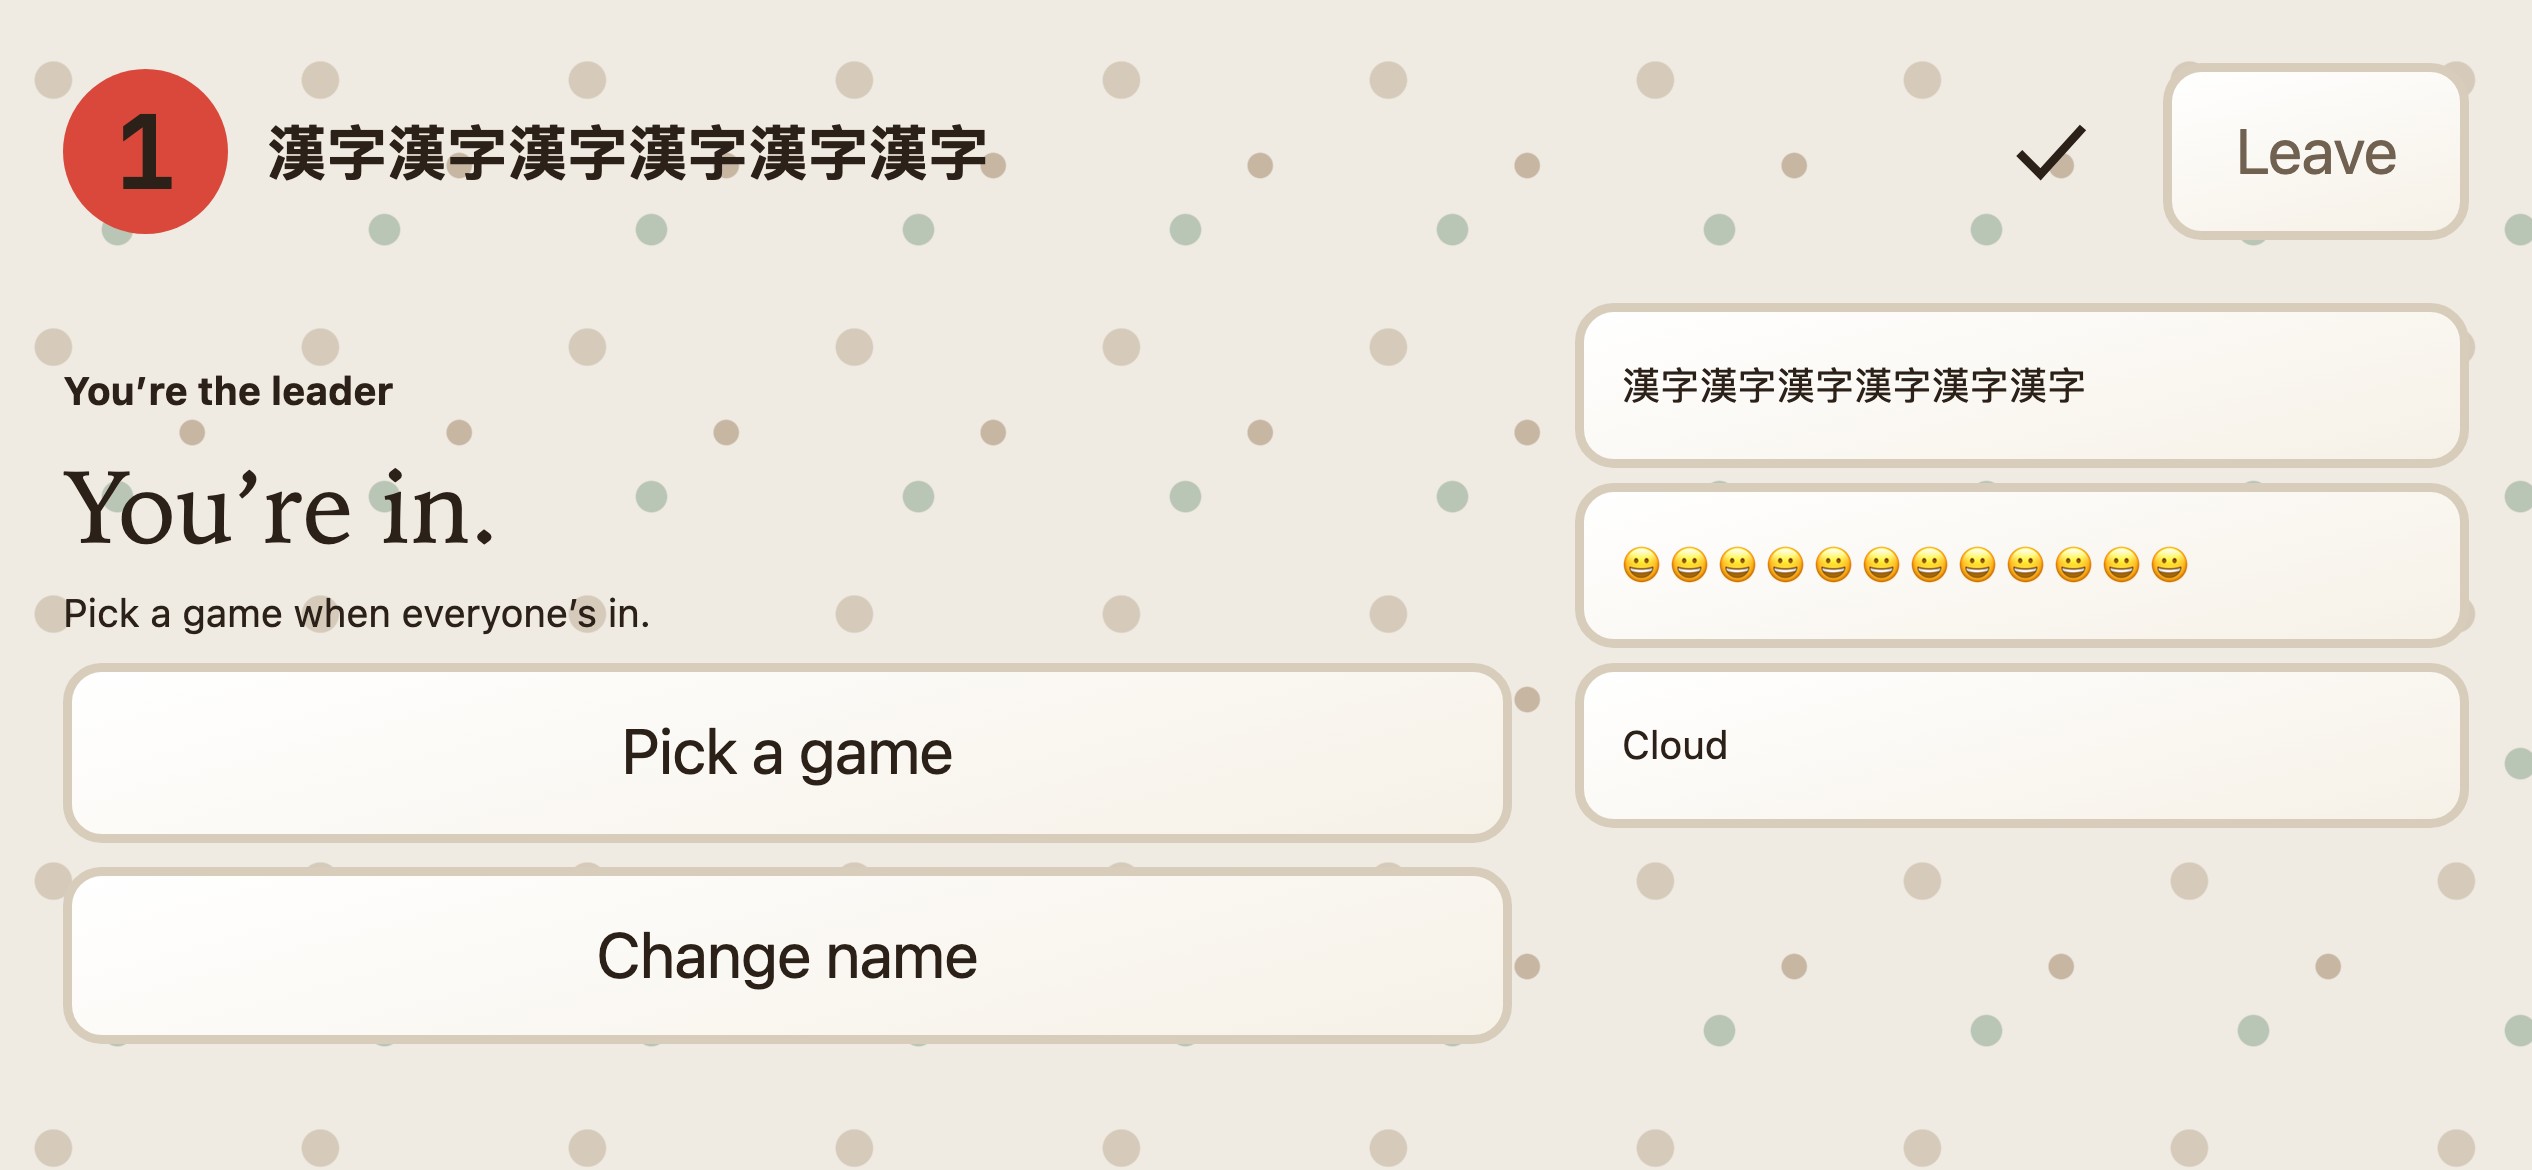 1 漢字漢字漢字漢字漢字漢字
Leave
You’re the leader
You’re in.
Pick a game when everyone’s in.
Pick a game
Change name
漢字漢字漢字漢字漢字漢字
😀😀😀😀😀😀😀😀😀😀😀😀
Cloud